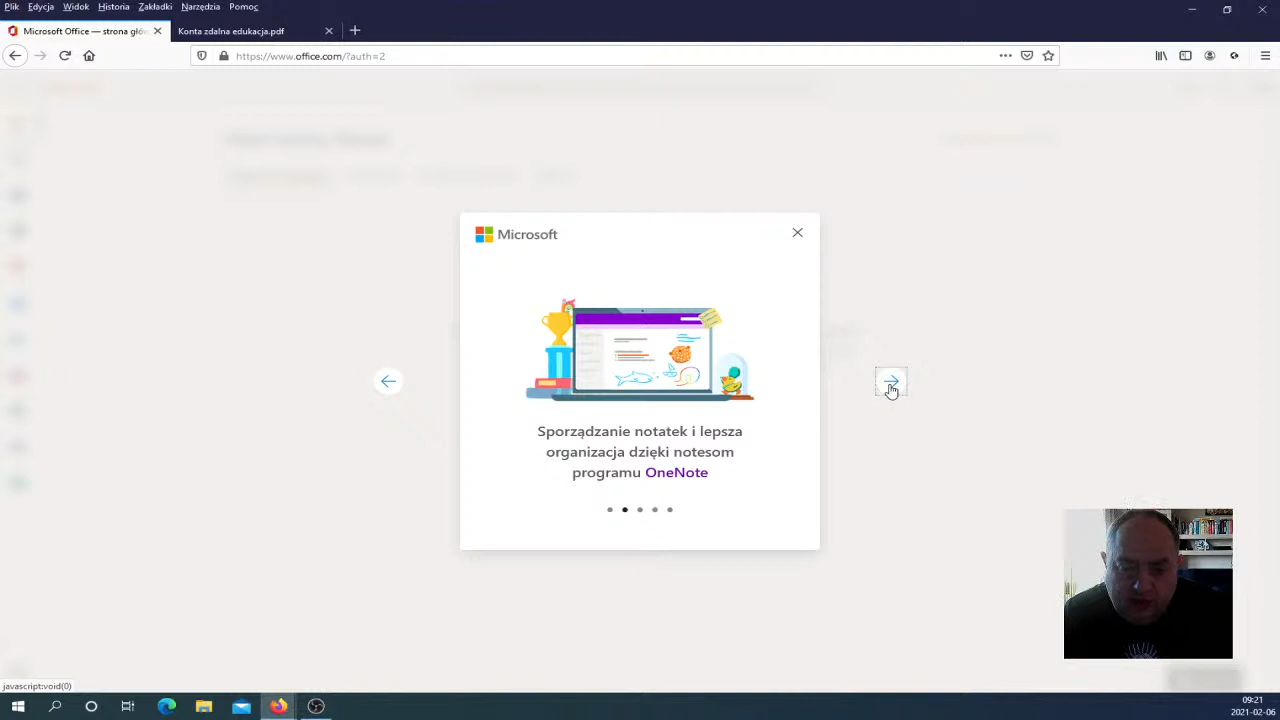 Plik Edycja Widok Historia Zakładki Narzędzia Pomoc
Microsoft Office — strona głów
Konta zdalna edukacja.pdf
https://www.office.com/?auth=2
Microsoft
Sporządzanie notatek i lepsza
organizacja dzięki notesom
programu OneNote
javascript:void(0)
09:21
2021-02-06